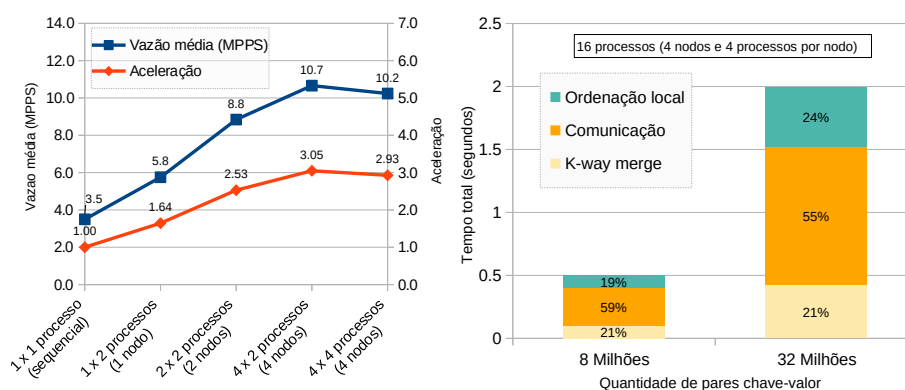 14.0
12.0
10.0
8.0
6.0
4.0
2.0
0.0
Vazao média (MPPS)
Vazão média (MPPS)
Aceleração
3.5
5.8
8.8
10.7
10.2
1.00
1.64
2.53
3.05
2.93
7.0
6.0
5.0
4.0
3.0
2.0
1.0
0.0
Aceleração
1 x 1 processo
(sequencial)
1 x 2 processos
(1 nodo)
2 x 2 processos
(2 nodos)
4 x 2 processos
(4 nodos)
4 x 4 processos
(4 nodos)
2.5
2
1.5
1
0.5
0
Tempo total (segundos)
16 processos (4 nodos e 4 processos por nodo)
Ordenação local
Comunicação
K-way merge
19%
59%
21%
24%
55%
21%
8 Milhões
32 Milhões
Quantidade de pares chave-valor